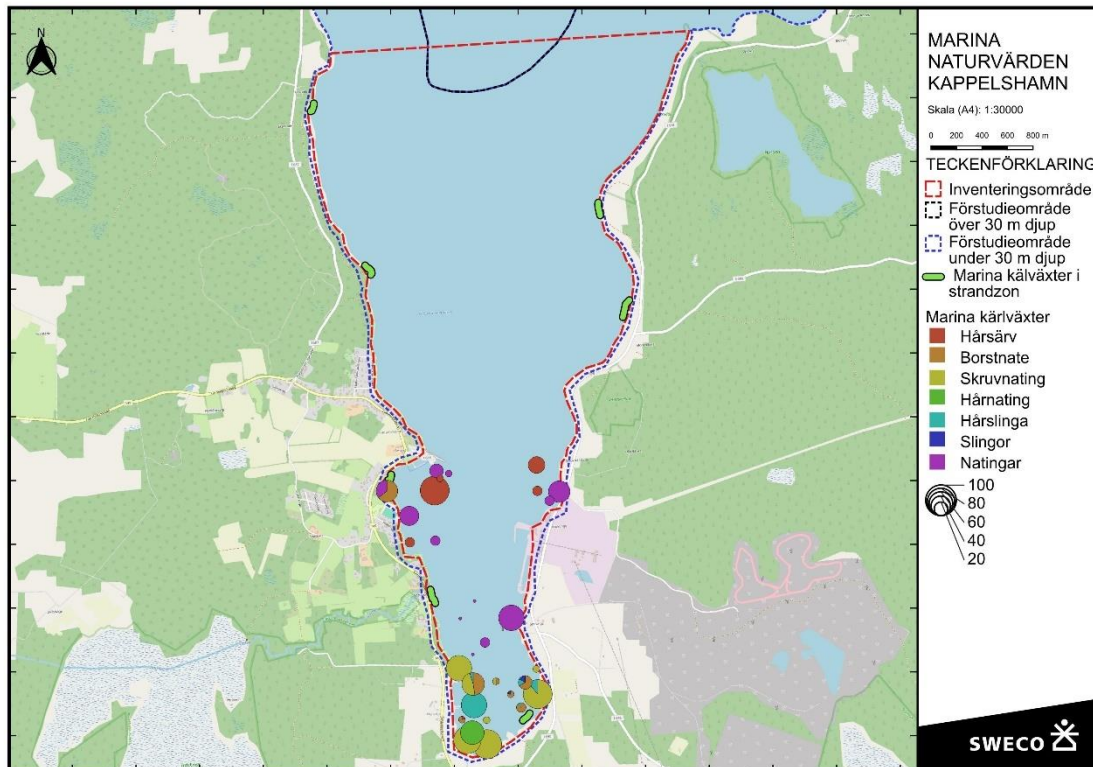 N
MARINA
NATURVÄRDEN
KAPPELSHAMN
Skala (A4): 1:30000
0 200 400 600 800 m
TECKENFÖRKLARING
Inventeringsområde
Förstudieområde
över 30 m djup
Förstudieområde
under 30 m djup
Marina kälväxter i
strandzon
Marina kärlväxter
Hårsärv
Borstnate
Skruvnating
Hårnating
Hårslinga
Slingor
Natingar
100
80
60
40
20
SWECO